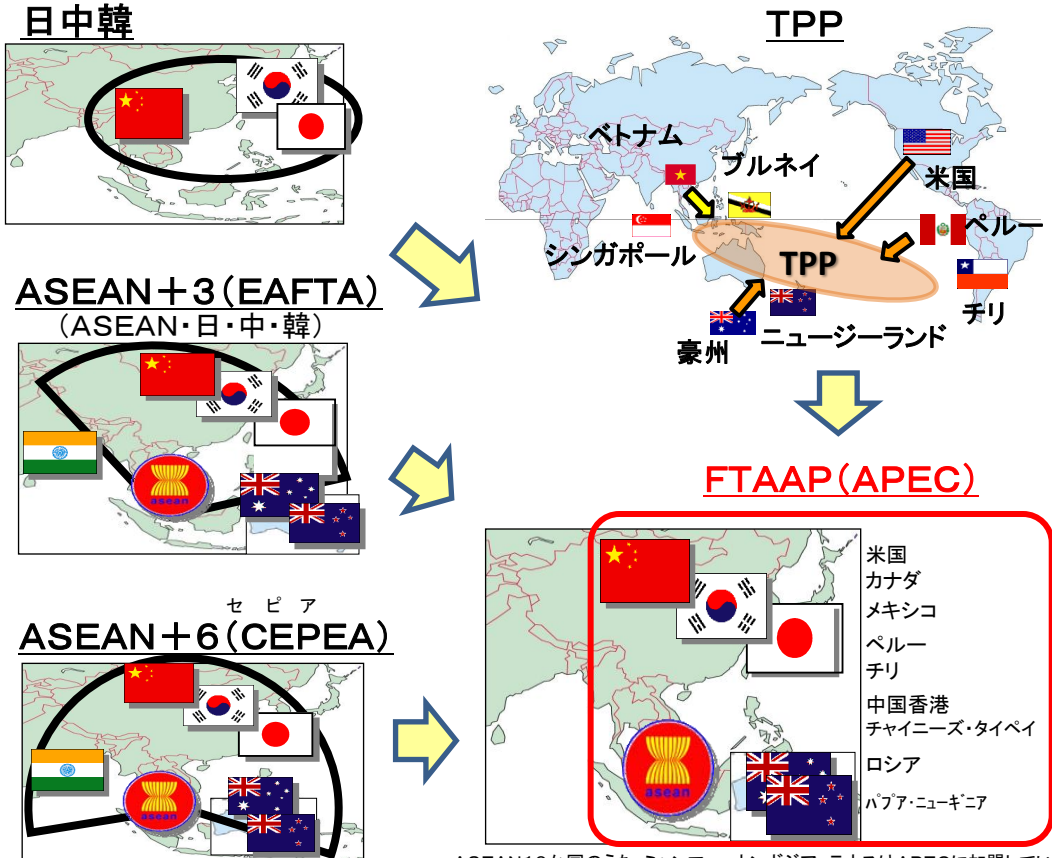 日中韓
TPP
ベトナム
ブルネイ
米国
ペルー
シンガポール
TPP
チリ
豪州
ニュージーランド
ASEAN+3(EAFTA)
(ASEAN・日・中・韓)
asean
FTAAP(APEC)
米国
カナダ
メキシコ
ペルー
チリ
中国香港
チャイニーズ・タイペイ
ロシア
パプア・ニューギニア
asean
セピア
ASEAN+6(CEPEA)
asean